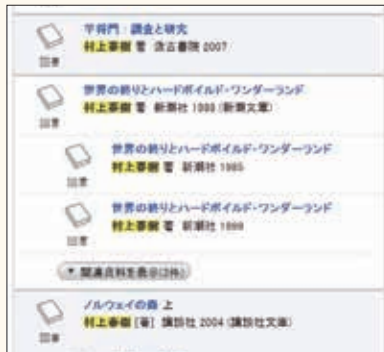 平将門 : 調査と研究
村上春樹 著 汲古書院 2007
図書
世界の終りとハードボイルド・ワンダーランド
村上春樹 著 新潮社 1988 (新潮文庫)
図書
世界の終りとハードボイルド・ワンダーランド
村上春樹 著 新潮社 1985
図書
世界の終りとハードボイルド・ワンダーランド
村上春樹 著 新潮社 1999
図書
▼ 関連資料を表示(2件)
ノルウェイの森 上
村上春樹 [著] 講談社 2004 (講談社文庫)
図書